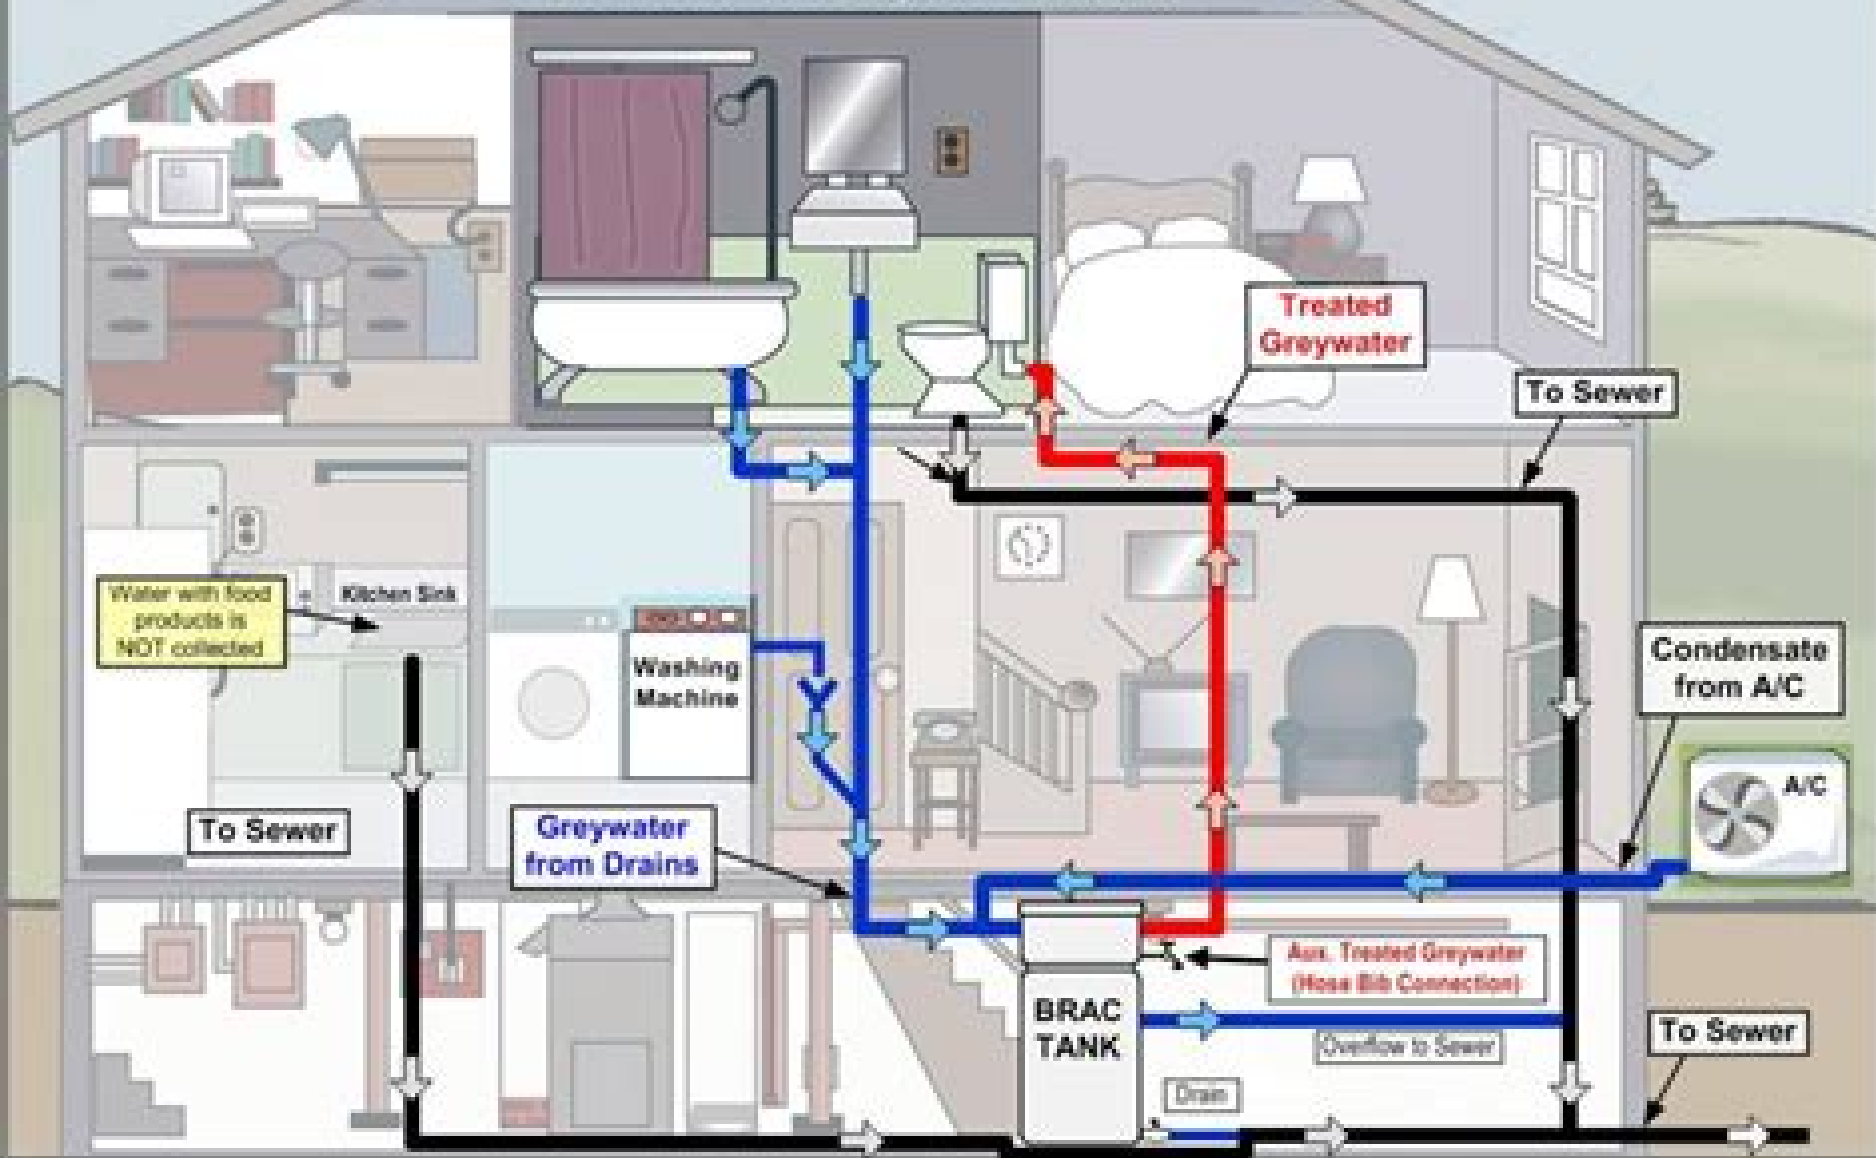 Treated
Greywater
To Sewer
Water with food
products is
NOT collected
Kitchen Sink
Washing
Machine
Condensate
from A/C
A/C
To Sewer
Greywater
from Drains
Aux. Treated Greywater
(Hose Bib Connection)
BRAC
TANK
Overflow to Sewer
To Sewer
Drain